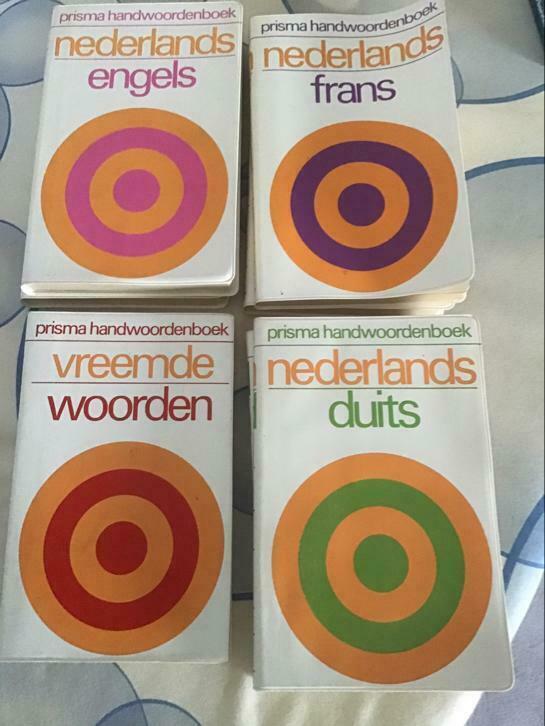 prisma handwoordenboek
nederlands
engels
prisma handwoordenboek
nederlands
frans
prisma handwoordenboek
vreemde
woorden
prisma handwoordenboek
nederlands
duits